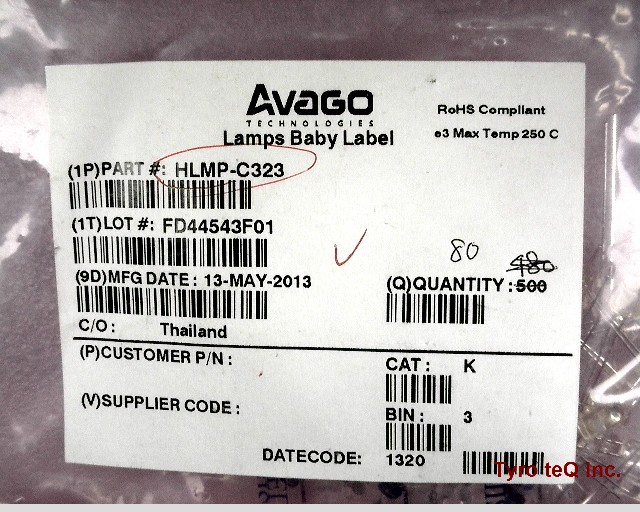 AVAGO
TECHNOLOGIES
Lamps Baby Label
RoHS Compliant
e3 Max Temp 250 C
(1P)PART #: HLMP-C323
(1T)LOT #: FD44543F01
(9D)MFG DATE : 13-MAY-2013
80 480
(Q)QUANTITY : 500
C/O : Thailand
(P)CUSTOMER P/N :
CAT : K
(V)SUPPLIER CODE :
BIN : 3
DATECODE: 1320
Tyro teQ Inc.